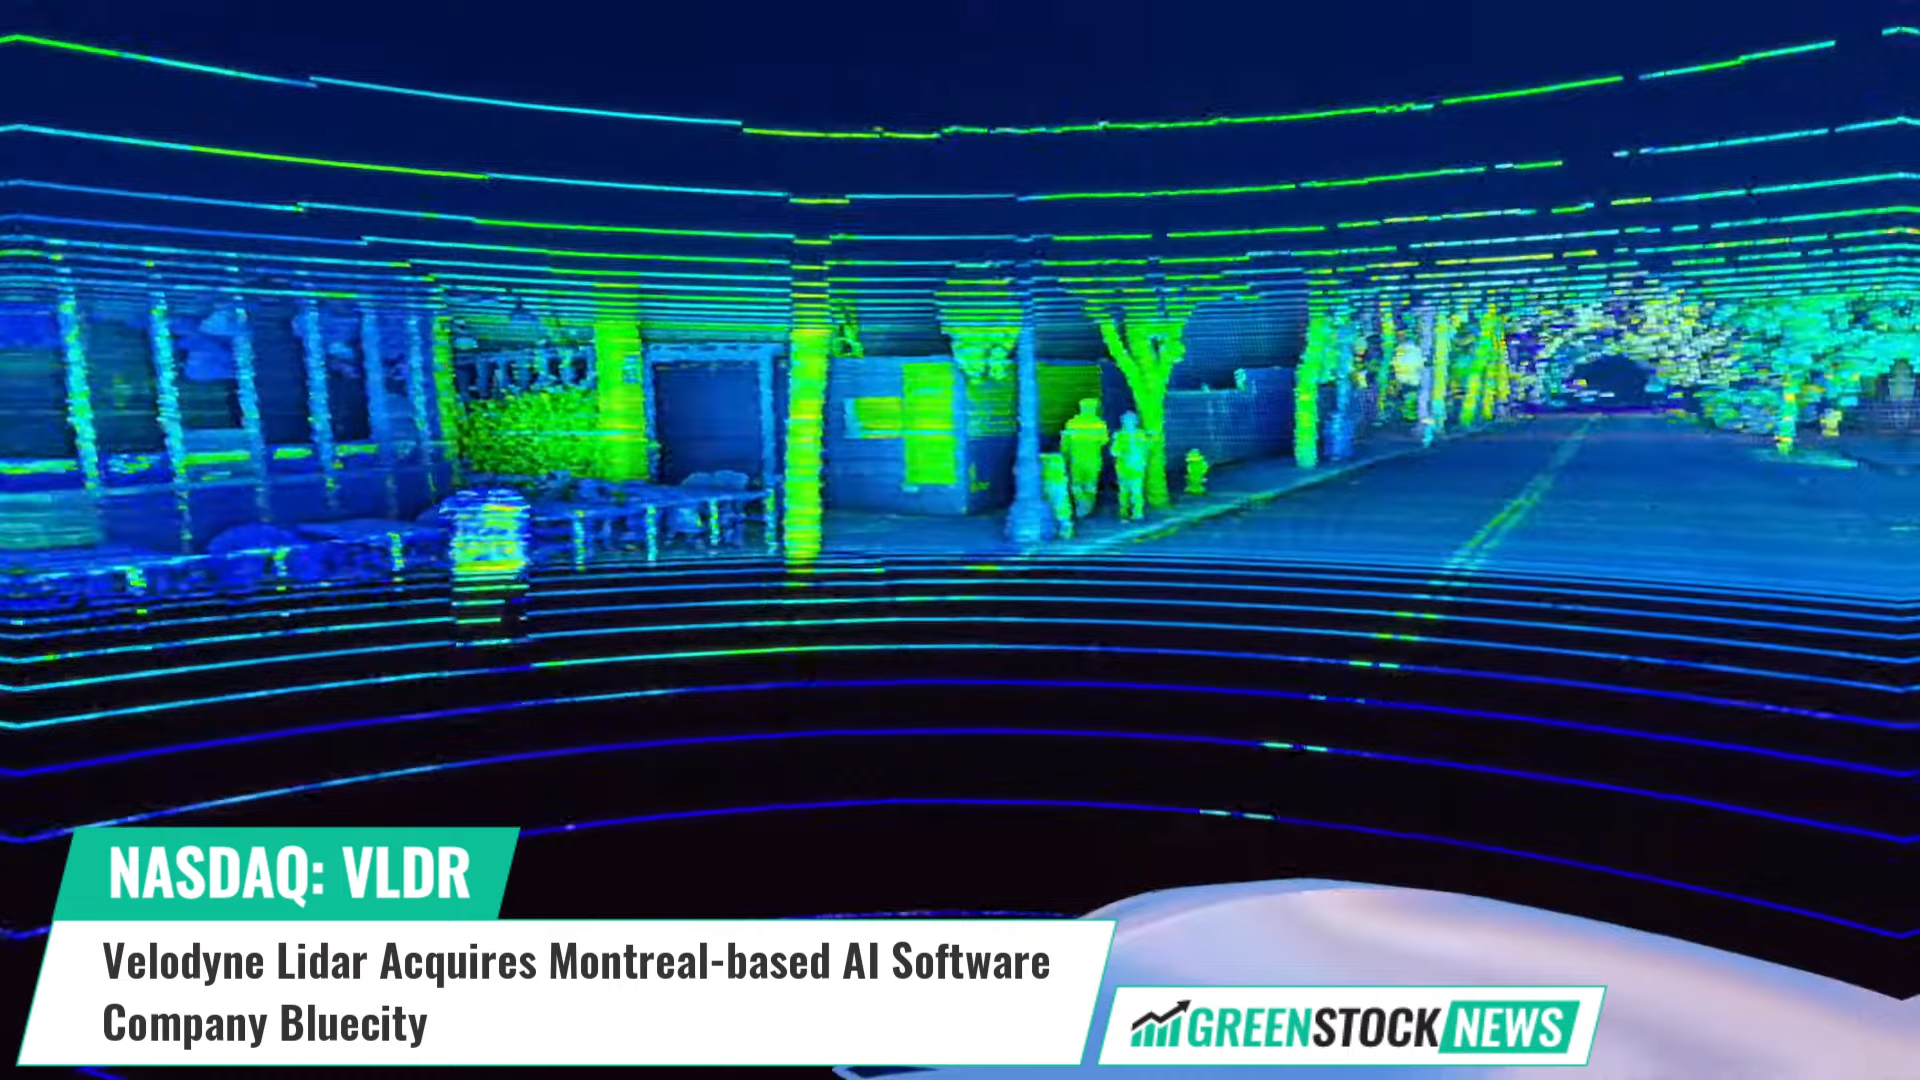 NASDAQ: VLDR
Velodyne Lidar Acquires Montreal-based AI Software
Company Bluecity
GREENSTOCK NEWS